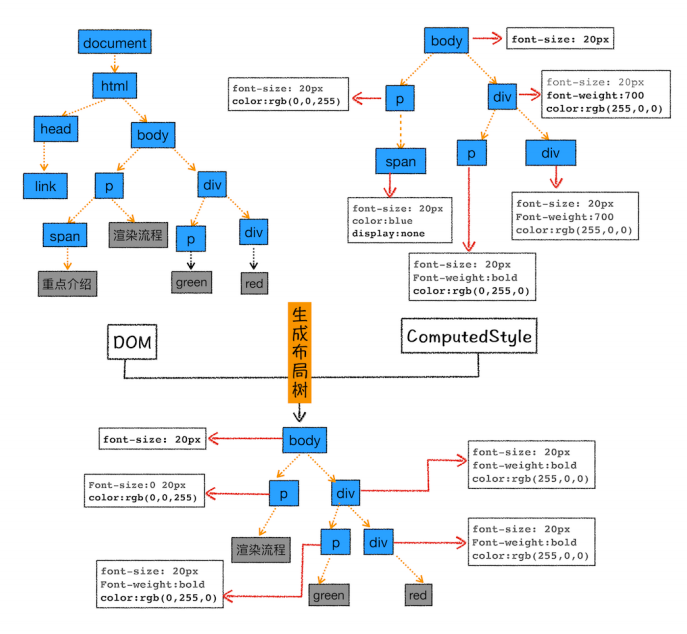 document
html
head
body
link
p
div
span
渲染流程
p
div
重点介绍
green
red
body
font-size: 20px
font-size: 20px
color:rgb(0,0,255)
p
div
font-size: 20px
font-weight:700
color:rgb(255,0,0)
span
p
div
font-size: 20px
color:blue
display:none
font-size: 20px
Font-weight:700
color:rgb(255,0,0)
font-size: 20px
Font-weight:bold
color:rgb(0,255,0)
DOM
生成布局树
ComputedStyle
font-size: 20px
body
font-size: 20px
font-weight:bold
color:rgb(255,0,0)
Font-size:0 20px
color:rgb(0,0,255)
p
div
渲染流程
p
div
font-size: 20px
Font-weight:bold
color:rgb(255,0,0)
font-size: 20px
Font-weight:bold
color:rgb(0,255,0)
green
red